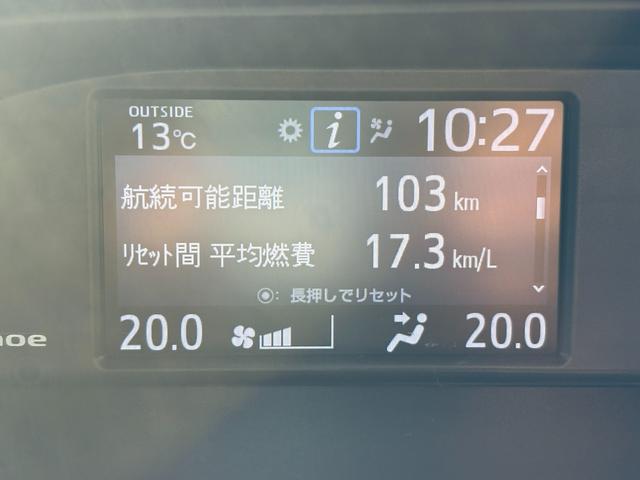 OUTSIDE
13℃
10:27
航続可能距離 103 km
ﾘｾｯﾄ間 平均燃費 17.3 km/L
◉: 長押しでリセット
20.0 20.0